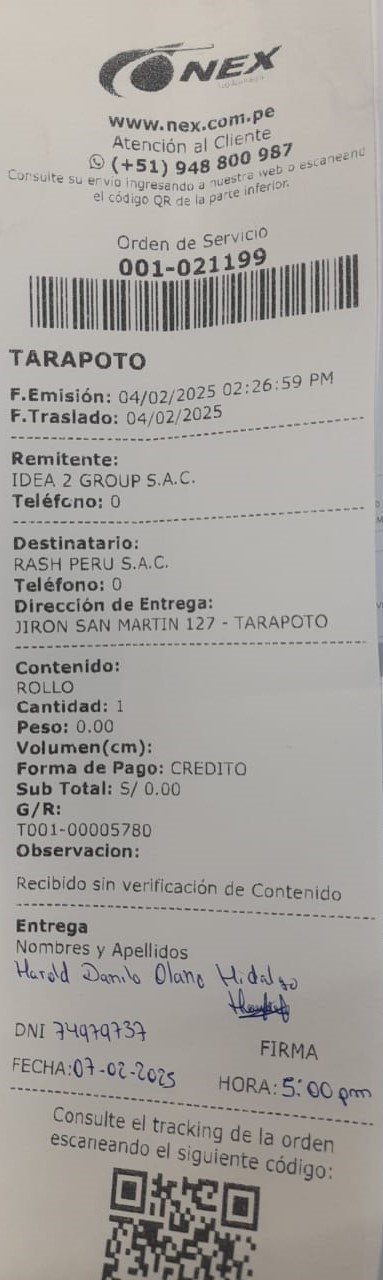 NEX
www.nex.com.pe
Atención al Cliente
(+51) 948 800 987
Consulte su envío ingresando a nuestra web o escaneand
el código QR de la parte inferior.
Orden de Servicio
001-021199
TARAPOTO
F.Emisión: 04/02/2025 02:26:59 PM
F.Traslado: 04/02/2025
Remitente:
IDEA 2 GROUP S.A.C.
Teléfono: 0
Destinatario:
RASH PERU S.A.C.
Teléfono: 0
Dirección de Entrega:
JIRON SAN MARTIN 127 - TARAPOTO
Contenido:
ROLLO
Cantidad: 1
Peso: 0.00
Volumen(cm):
Forma de Pago: CREDITO
Sub Total: S/ 0.00
G/R:
T001-00005780
Observacion:
Recibido sin verificación de Contenido
Entrega
Nombres y Apellidos
Harold Danilo Olano Hidalgo
DNI 74979737
FIRMA
FECHA: 07-02-2025
HORA: 5:00 pm
Consulte el tracking de la orden
escaneando el siguiente código: